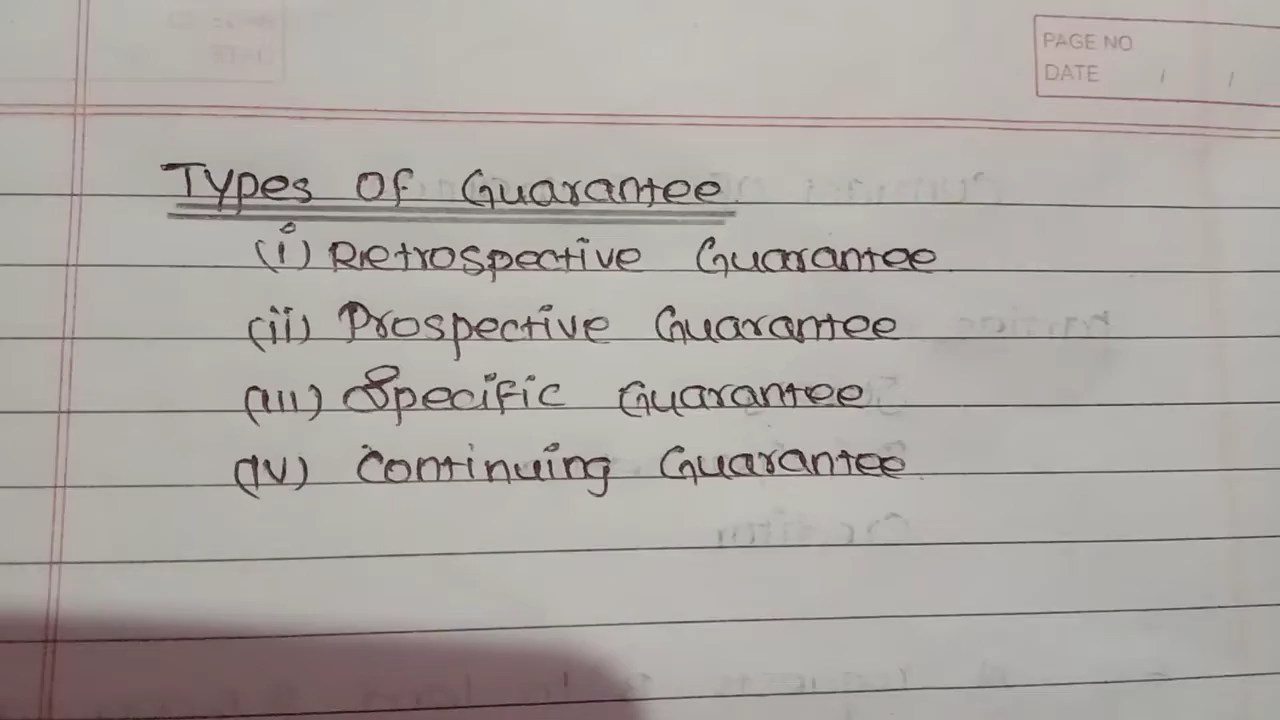 PAGE NO
DATE / /
Types of Guarantee
(i) Retrospective Guarantee
(ii) Prospective Guarantee
(iii) Specific Guarantee
(iv) Continuing Guarantee